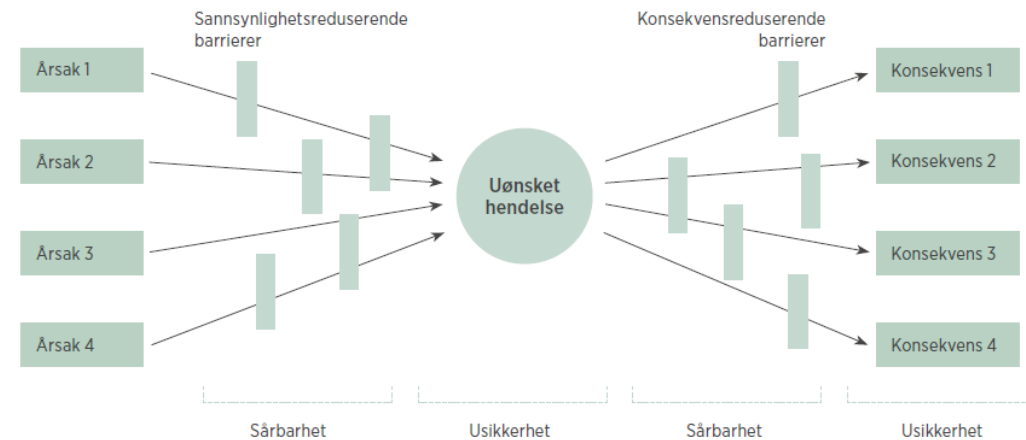 Sannsynlighetsreduserende
barrierer
Konsekvensreduserende
barrierer
Årsak 1
Årsak 2
Årsak 3
Årsak 4
Uønsket
hendelse
Konsekvens 1
Konsekvens 2
Konsekvens 3
Konsekvens 4
Sårbarhet
Usikkerhet
Sårbarhet
Usikkerhet